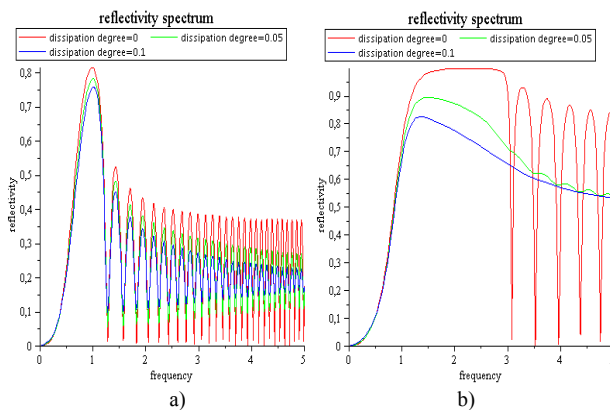 reflectivity spectrum
dissipation degree=0
dissipation degree=0.05
dissipation degree=0.1
0,8
0,7
0,6
0,5
0,4
0,3
0,2
0,1
0
reflectivity
0
1
2
3
4
5
frequency
a)
reflectivity spectrum
dissipation degree=0
dissipation degree=0.05
dissipation degree=0.1
0,9
0,8
0,7
0,6
0,5
0,4
0,3
0,2
0,1
0
reflectivity
0
1
2
3
4
frequency
b)